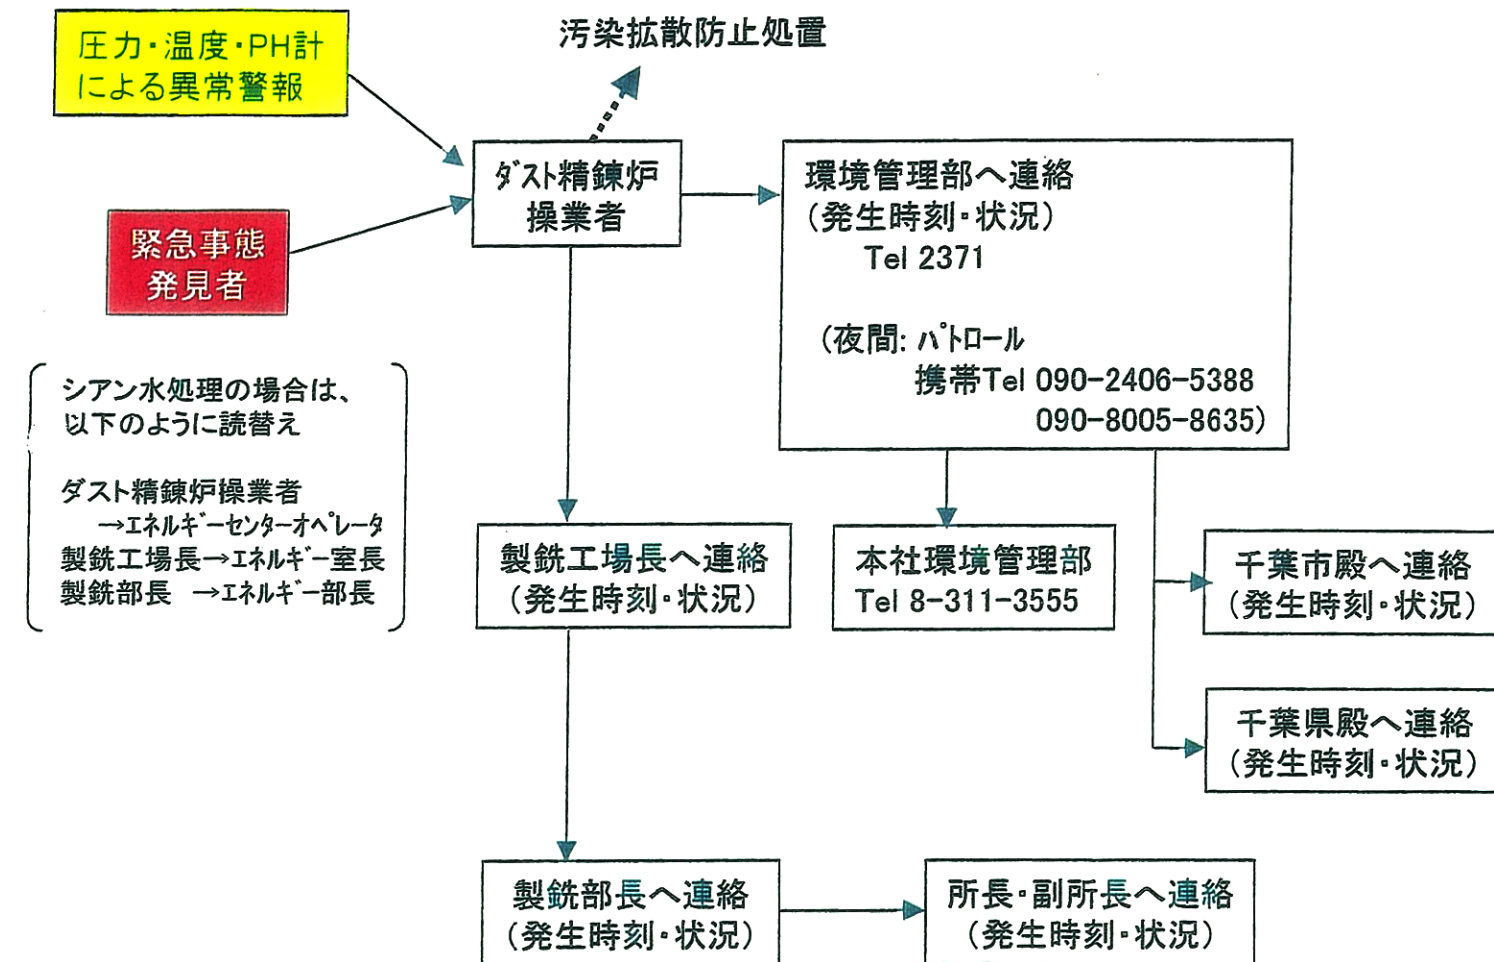 汚染拡散防止処置
圧力・温度・PH計
による異常警報
ダスト精錬炉
操業者
環境管理部へ連絡
(発生時刻・状況)
Tel 2371
(夜間: パトロール
携帯Tel 090-2406-5388
090-8005-8635)
緊急事態
発見者
シアン水処理の場合は、
以下のように読替え
ダスト精錬炉操業者
→エネルギーセンターオペレータ
製銑工場長→エネルギー室長
製銑部長 →エネルギー部長
製銑工場長へ連絡
(発生時刻・状況)
本社環境管理部
Tel 8-311-3555
千葉市殿へ連絡
(発生時刻・状況)
千葉県殿へ連絡
(発生時刻・状況)
製銑部長へ連絡
(発生時刻・状況)
所長・副所長へ連絡
(発生時刻・状況)